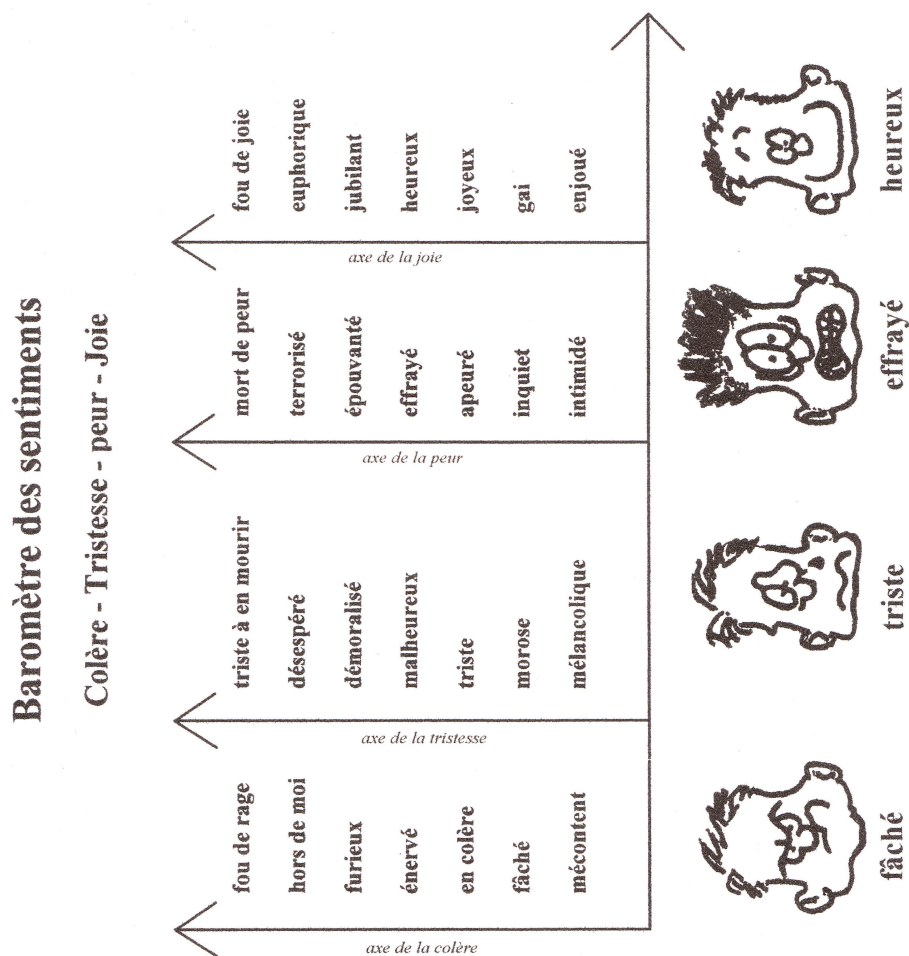 Baromètre des sentiments
Colère - Tristesse - peur - Joie
fou de rage
hors de moi
furieux
énervé
en colère
fâché
mécontent
axe de la colère
triste à en mourir
désespéré
démoralisé
malheureux
triste
morose
mélancolique
axe de la tristesse
mort de peur
terrorisé
épouvanté
effrayé
apeuré
inquiet
intimidé
axe de la peur
fou de joie
euphorique
jubilant
heureux
joyeux
gai
enjoué
axe de la joie
fâché
triste
effrayé
heureux